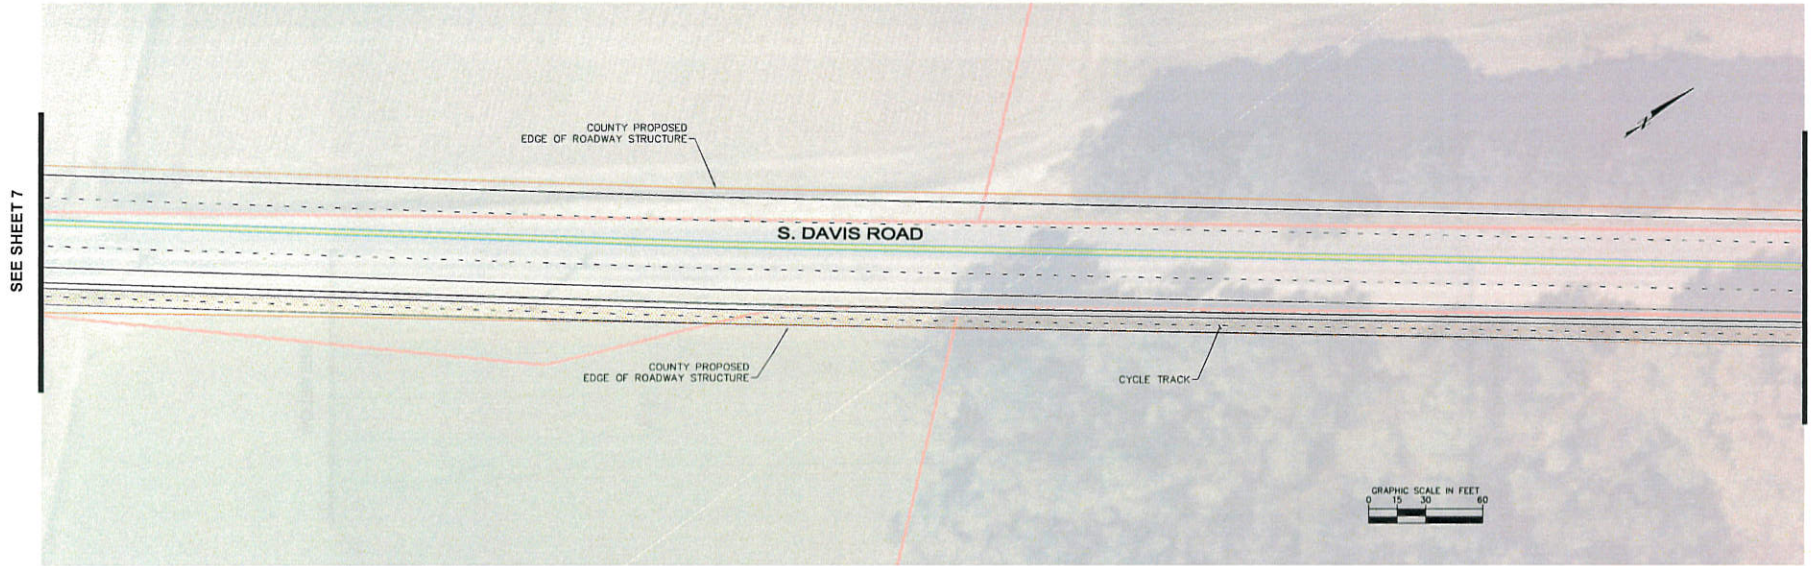 COUNTY PROPOSED
EDGE OF ROADWAY STRUCTURE
SEE SHEET 7
S. DAVIS ROAD
COUNTY PROPOSED
EDGE OF ROADWAY STRUCTURE
CYCLE TRACK
GRAPHIC SCALE IN FEET
0 15 30 60